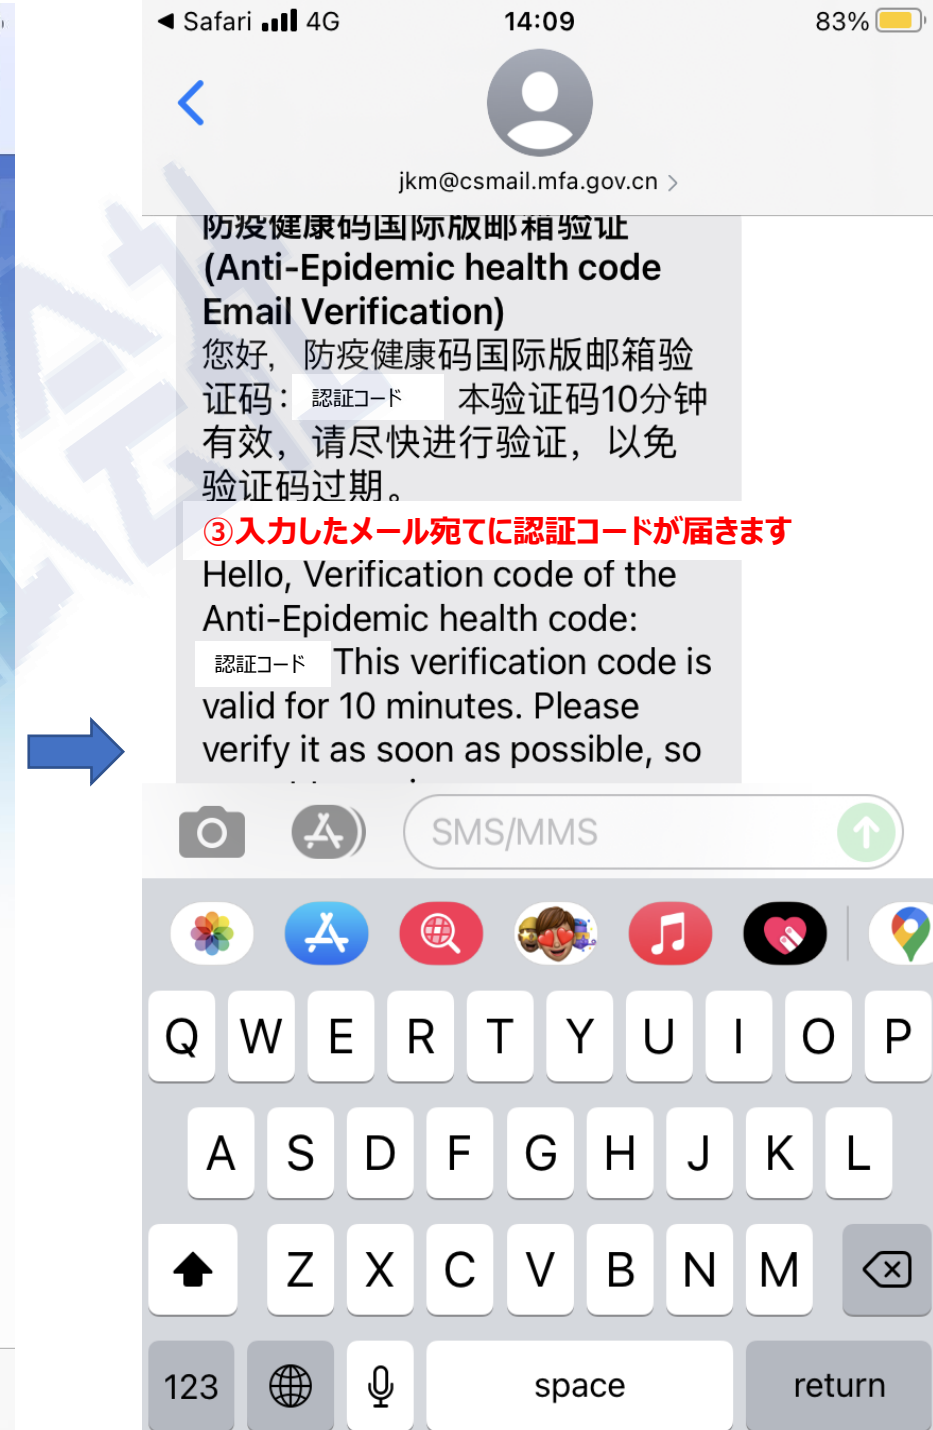 Safari 4G 14:09 83%
jkm@csmail.mfa.gov.cn
防疫健康码国际版邮箱验证
(Anti-Epidemic health code
Email Verification)
您好, 防疫健康码国际版邮箱验
证码: 認証コード 本验证码10分钟
有效，请尽快进行验证，以免
验证码过期。
③入力したメール宛てに認証コードが届きます
Hello, Verification code of the
Anti-Epidemic health code:
認証コード This verification code is
valid for 10 minutes. Please
verify it as soon as possible, so
SMS/MMS
Q W E R T Y U I O P
A S D F G H J K L
Z X C V B N M
123 space return